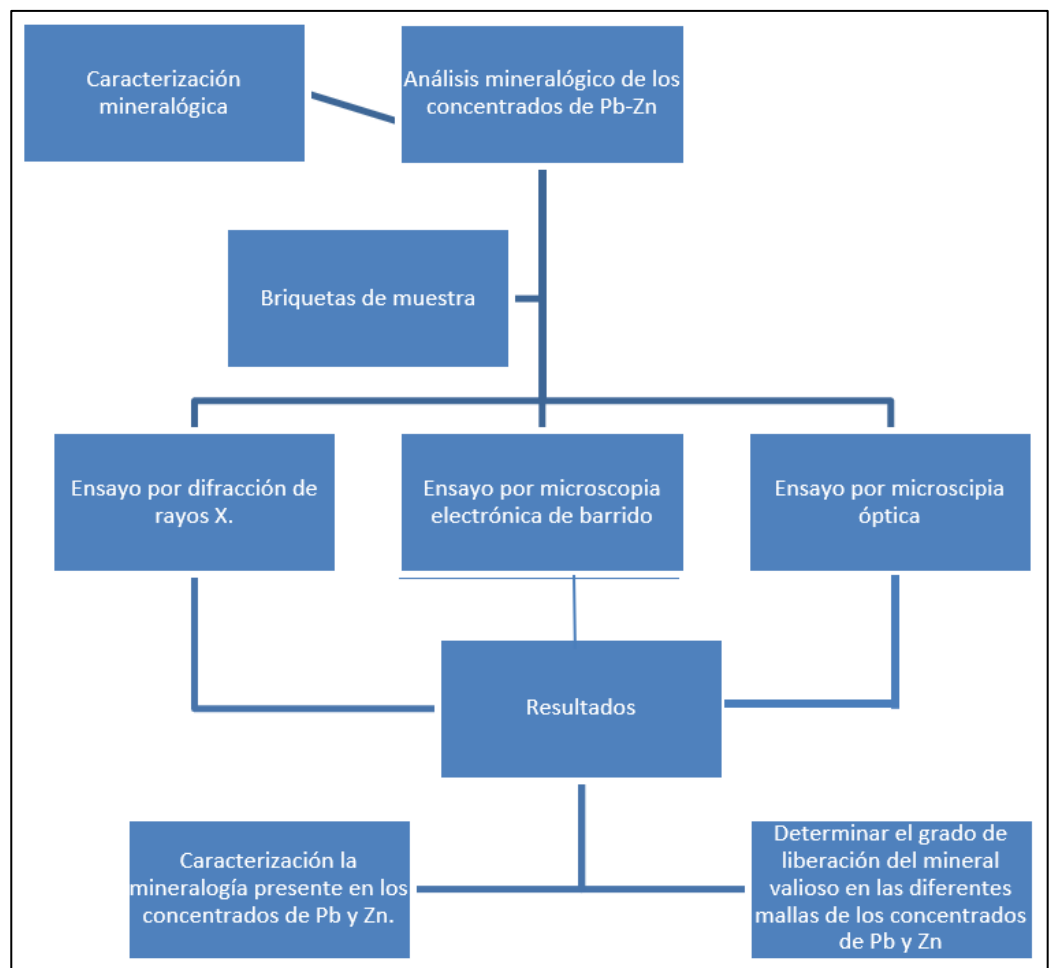 Caracterización
mineralógica
Análisis mineralógico de los
concentrados de Pb-Zn
Briquetas de muestra
Ensayo por difracción de
rayos X.
Ensayo por microscopia
electrónica de barrido
Ensayo por microscipia
óptica
Resultados
Caracterización la
mineralogía presente en los
concentrados de Pb y Zn.
Determinar el grado de
liberación del mineral
valioso en las diferentes
mallas de los concentrados
de Pb y Zn